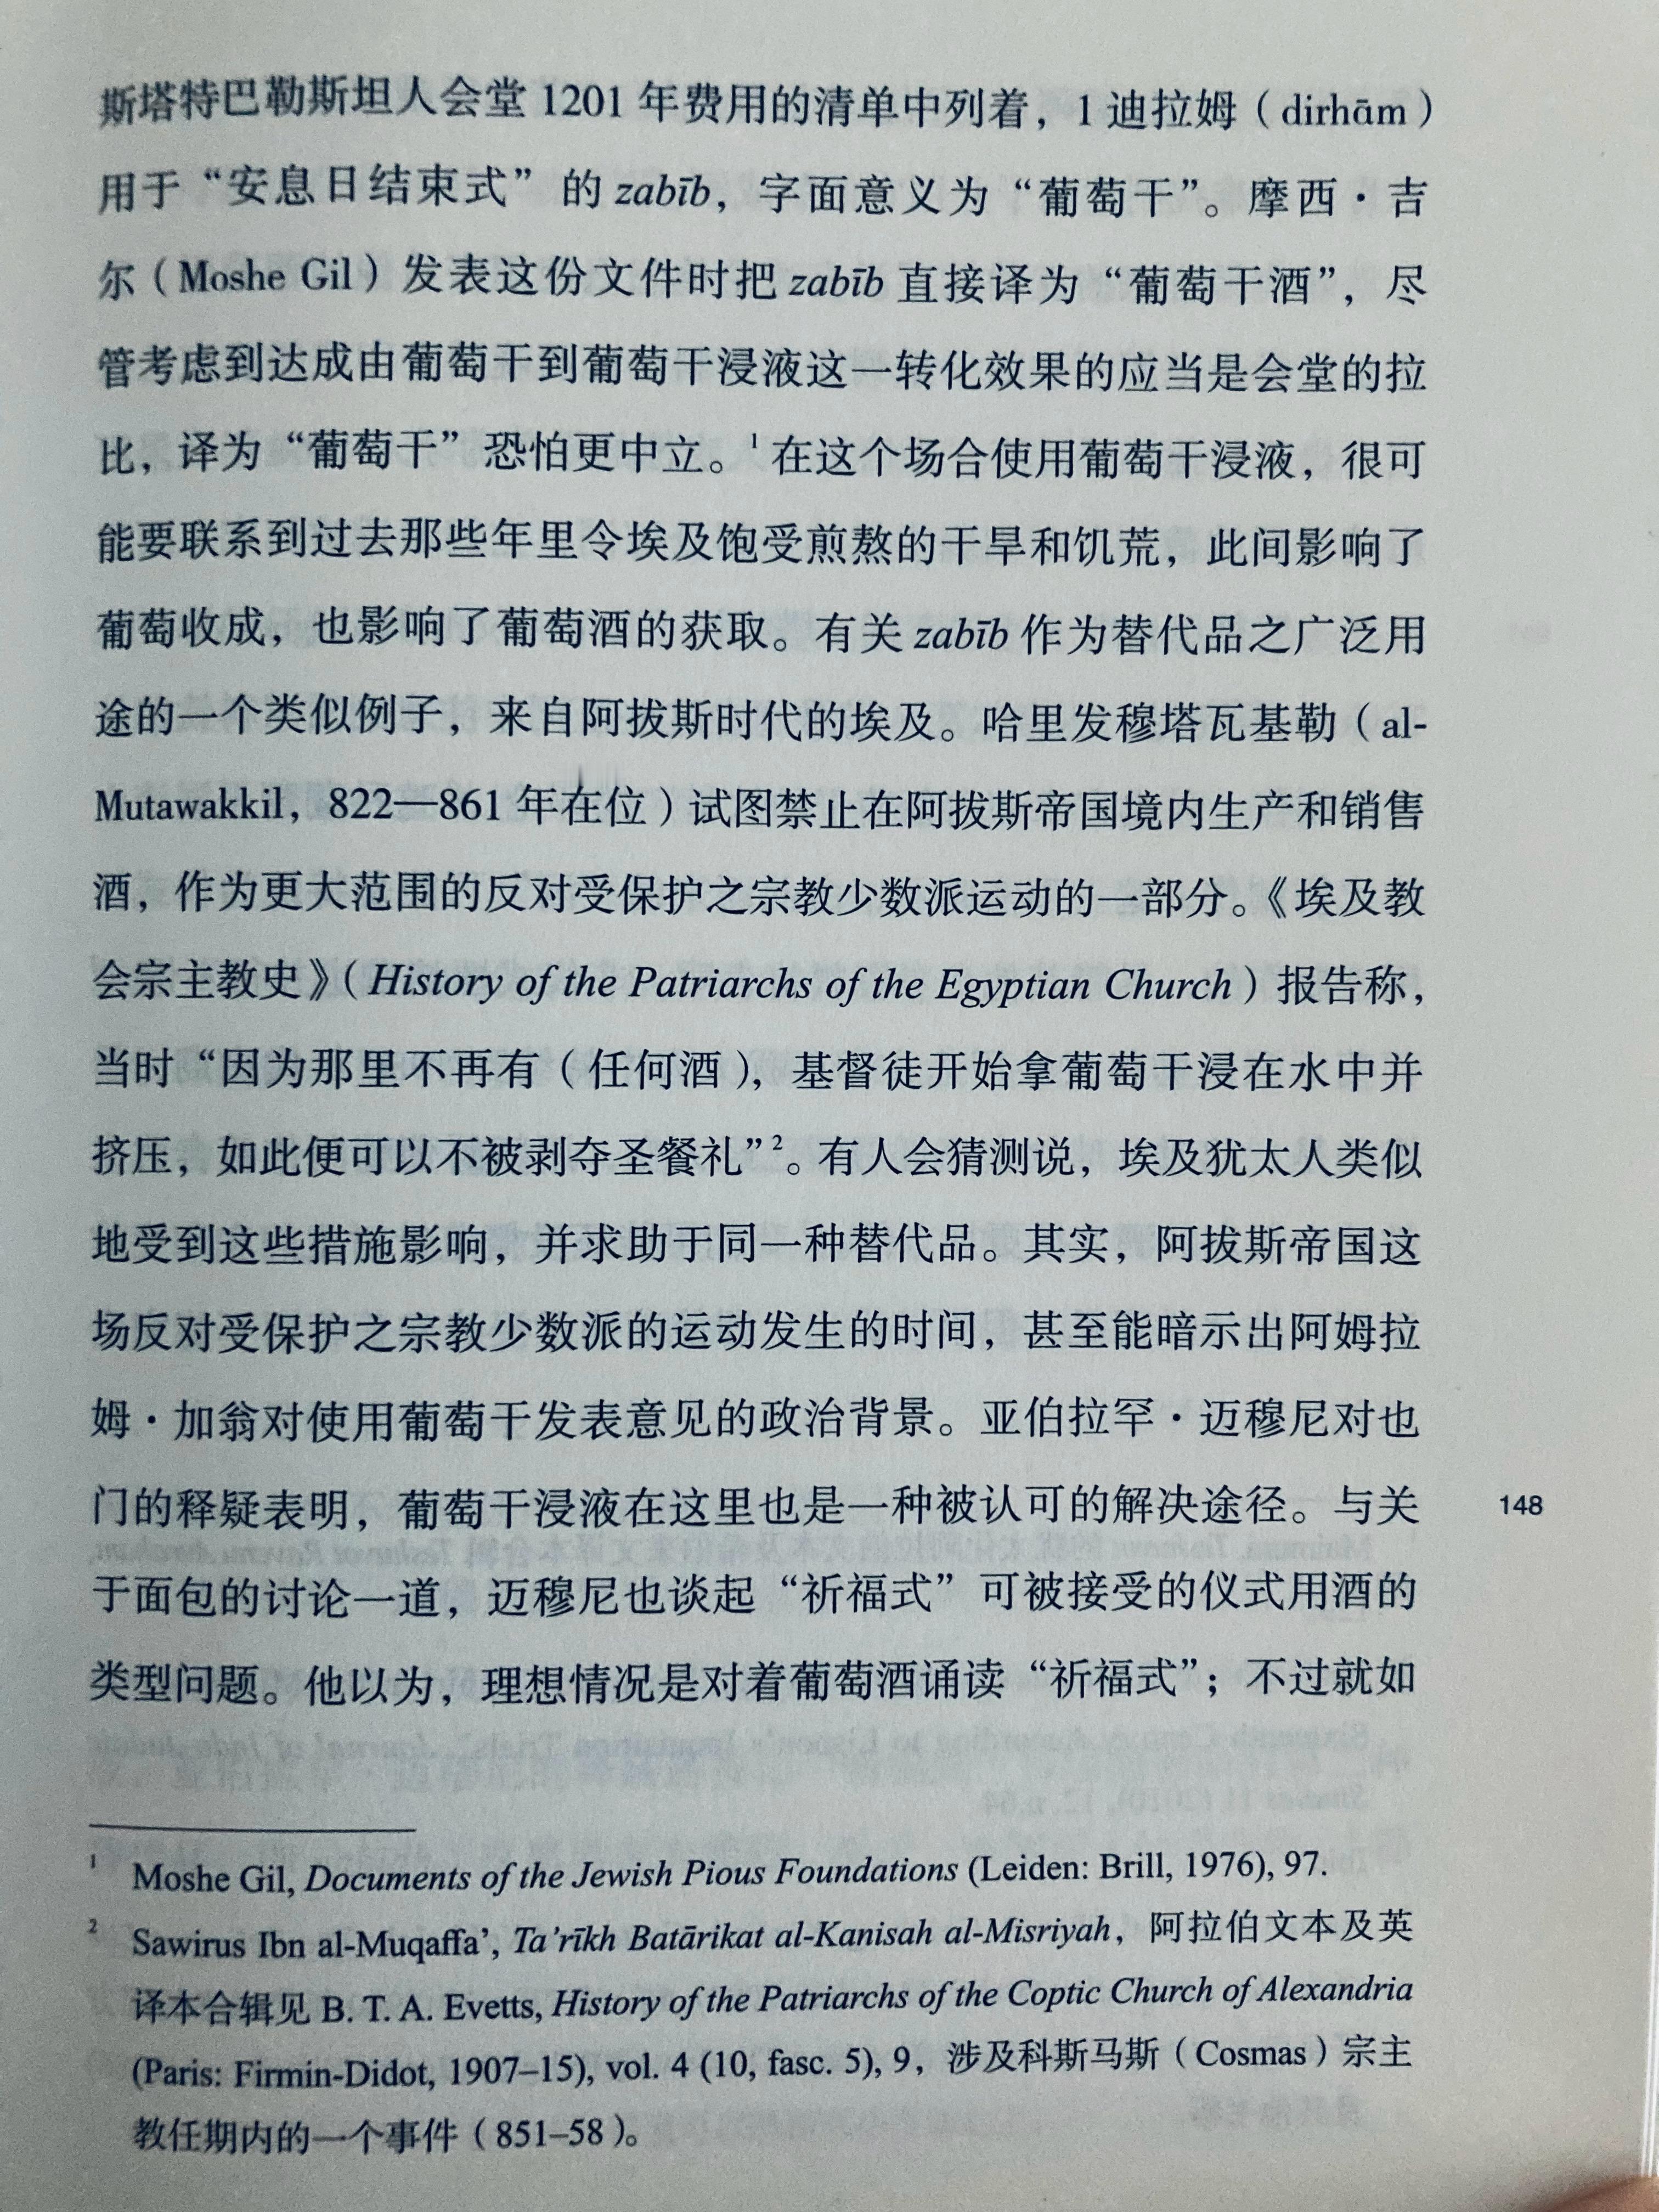 斯塔特巴勒斯坦人会堂 1201 年费用的清单中列着，1 迪拉姆（dirhām）
用于“安息日结束式”的 zabīb，字面意义为“葡萄干”。摩西·吉
尔（Moshe Gil）发表这份文件时把 zabīb 直接译为“葡萄干酒”，尽
管考虑到达成由葡萄干到葡萄干浸液这一转化效果的应当是会堂的拉
比，译为“葡萄干”恐怕更中立。1 在这个场合使用葡萄干浸液，很可
能要联系到过去那些年里令埃及饱受煎熬的干旱和饥荒，此间影响了
葡萄收成，也影响了葡萄酒的获取。有关 zabīb 作为替代品之广泛用
途的一个类似例子，来自阿拔斯时代的埃及。哈里发穆塔瓦基勒（al-
Mutawakkil，822—861 年在位）试图禁止在阿拔斯帝国境内生产和销售
酒，作为更大范围的反对受保护之宗教少数派运动的一部分。《埃及教
会宗主教史》（History of the Patriarchs of the Egyptian Church）报告称，
当时“因为那里不再有（任何酒），基督徒开始拿葡萄干浸在水中并
挤压，如此便可以不被剥夺圣餐礼”2。有人会猜测说，埃及犹太人类似
地受到这些措施影响，并求助于同一种替代品。其实，阿拔斯帝国这
场反对受保护之宗教少数派的运动发生的时间，甚至能暗示出阿姆拉
姆·加翁对使用葡萄干发表意见的政治背景。亚伯拉罕·迈穆尼对也
门的释疑表明，葡萄干浸液在这里也是一种被认可的解决途径。与关
148
于面包的讨论一道，迈穆尼也谈起“祈福式”可被接受的仪式用酒的
类型问题。他以为，理想情况是对着葡萄酒诵读“祈福式”；不过就如
1 Moshe Gil, Documents of the Jewish Pious Foundations (Leiden: Brill, 1976), 97.
2 Sawirus Ibn al-Muqaffa’, Ta’rīkh Batārikat al-Kanisah al-Misriyah，阿拉伯文本及英
译本合辑见 B. T. A. Evetts, History of the Patriarchs of the Coptic Church of Alexandria
(Paris: Firmin-Didot, 1907–15), vol. 4 (10, fasc. 5), 9，涉及科斯马斯（Cosmas）宗主
教任期内的一个事件（851–58）。